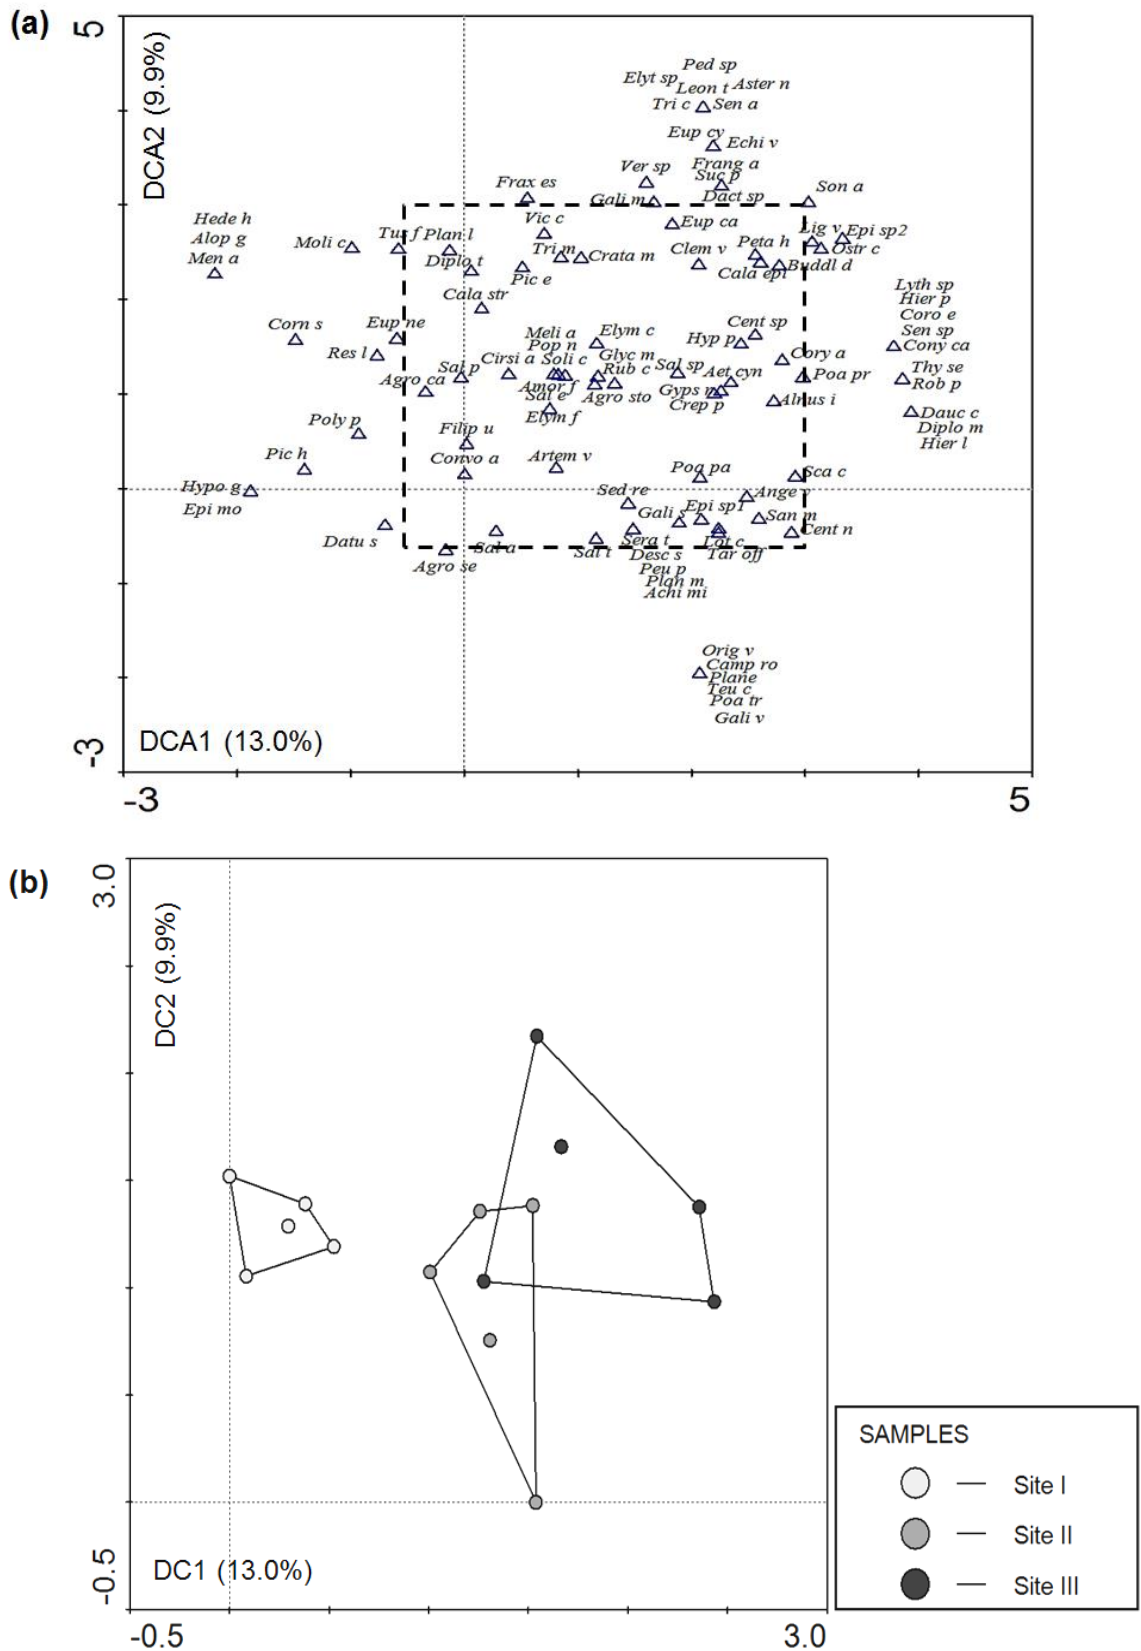 (a)
5
DCA2 (9.9%)
Ped sp
Elyt sp
Leon t Aster n
Tri c Sen a
Eup cy
Echi v
Frang a
Ver sp
Suc p
Frax es
Gali m
Dact sp
Son a
Hede h
Vic c
Eup ca
Lig v Epi sp2
Alop g
Moli c
Tus f Plan l
Tri m
Crata m
Clem v
Peta h
Ostr c
Men a
Diplo t
Pic e
Cala epi
Buddl d
Cala str
Lyth sp
Hier p
Coro e
Sen sp
Cony ca
Corn s
Eup ne
Meli a
Elym c
Cent sp
Hyp p
Res l
Pop n
Glyc m
Cory a
Cirsi a
Soli c
Rub c
Sal p
Sal sp
Aet cyn
Poa pr
Thy se
Rob p
Agro ca
Amor f
Agro sto
Gyps r
Sal e
Crep p
Alnus i
Elym f
Dauc c
Diplo m
Hier l
Poly p
Filip u
Pic h
Convo a
Artem v
Poa pa
Sca c
Hypo g
Epi mo
Sed re
Ange v
Gali s
Epi sp1
San m
Datu s
Sal a
Sal t
Sera t
Lot c
Cent n
Agro se
Desc s
Tar off
Peu p
Plan m
Achi mi
Orig v
Camp ro
Plane
Teu c
Poa tr
Gali v
-3
DCA1 (13.0%)
-3
5
(b)
3.0
DC2 (9.9%)
-0.5
DC1 (13.0%)
-0.5
3.0
SAMPLES
Site I
Site II
Site III